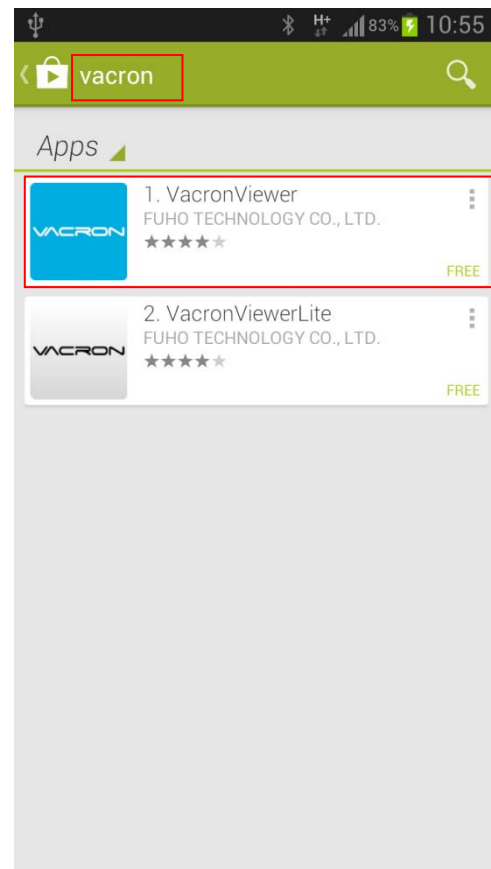 H+ 83% 10:55
vacron
Apps
VACRON
1. VacronViewer
FUHO TECHNOLOGY CO., LTD.
FREE
VACRON
2. VacronViewerLite
FUHO TECHNOLOGY CO., LTD.
FREE